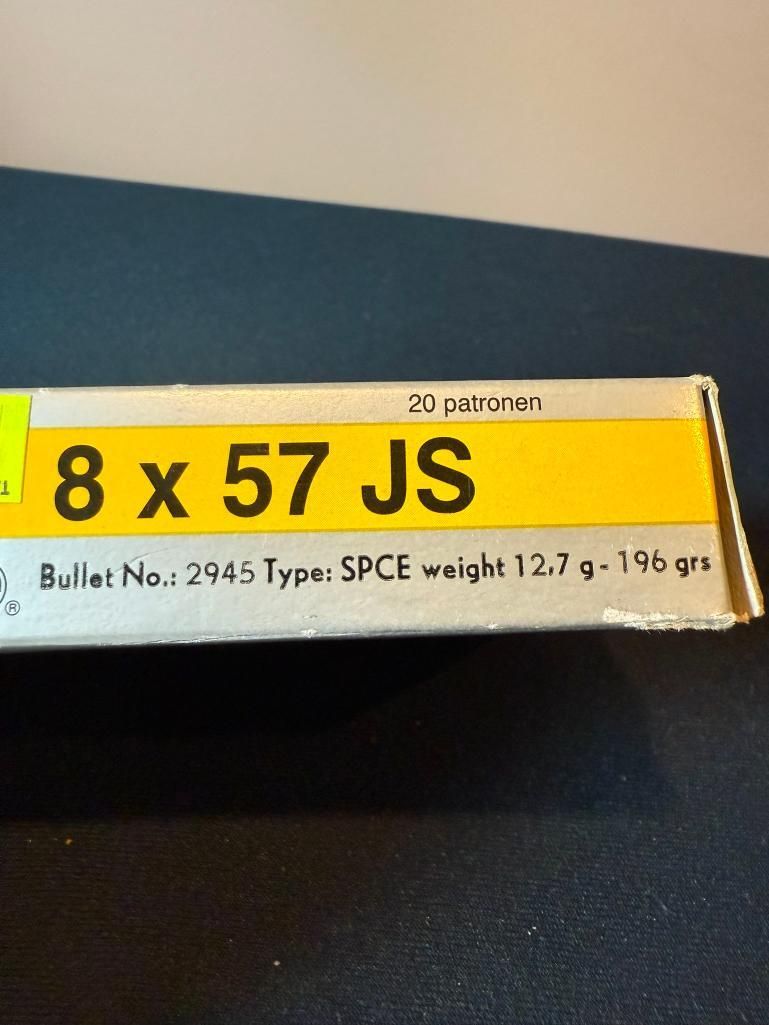 20 patronen
8 x 57 JS
Bullet No.: 2945 Type: SPCE weight 12,7 g - 196 grs
®